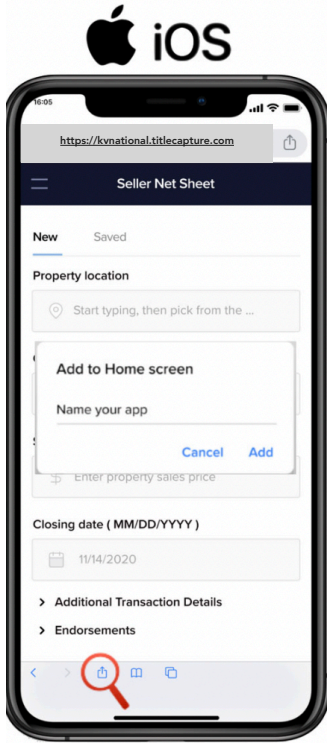 iOS
16:05
https://kvnational.titlecapture.com
Seller Net Sheet
New Saved
Property location
Start typing, then pick from the ...
Add to Home screen
Name your app
Cancel Add
$ Enter property sales price
Closing date ( MM/DD/YYYY )
11/14/2020
> Additional Transaction Details
> Endorsements